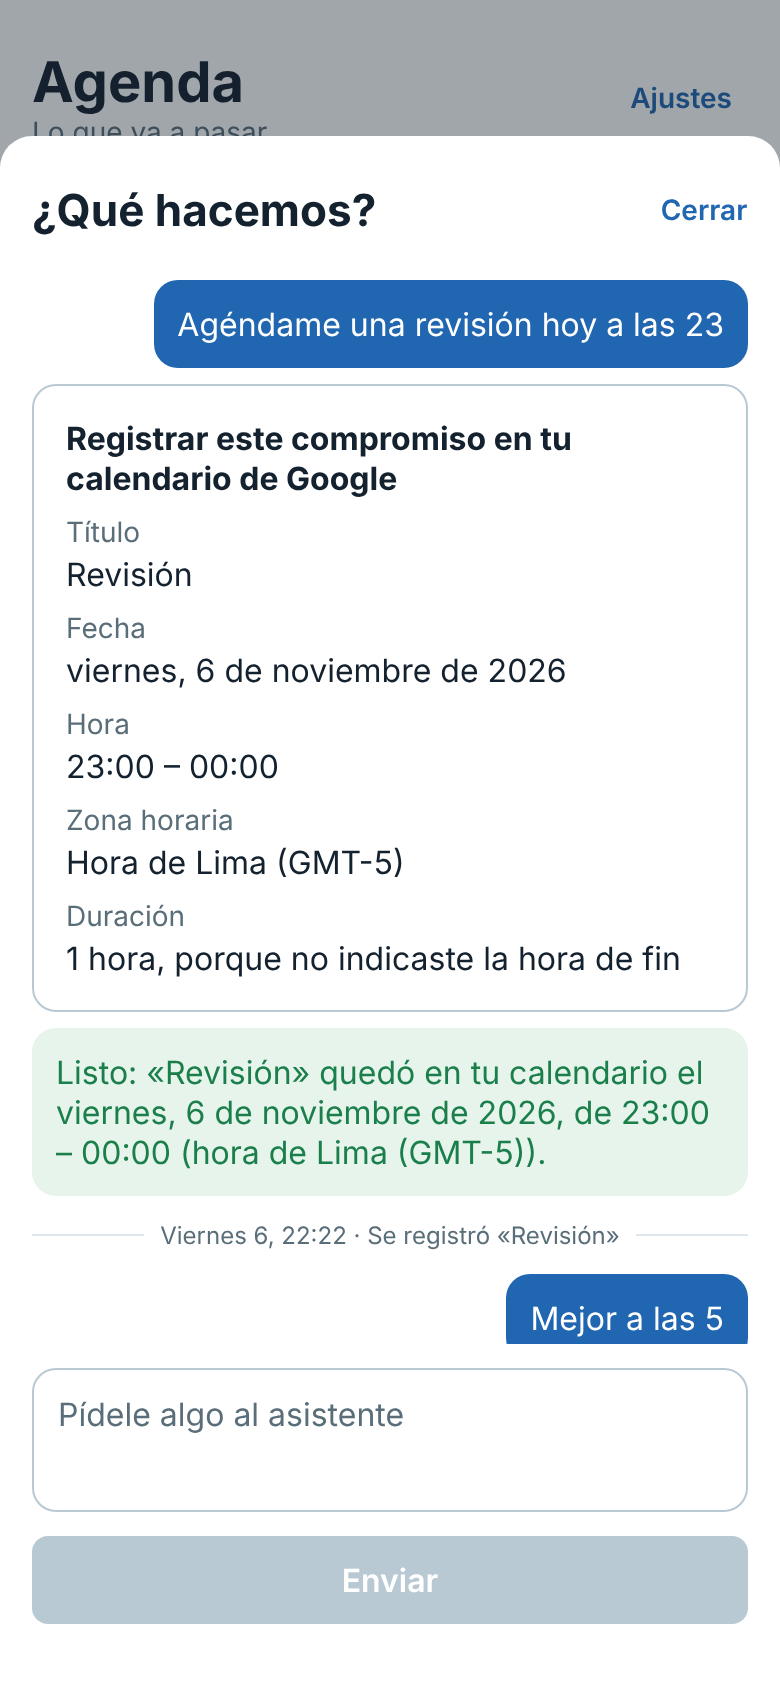 Agenda
Ajustes
Lo que va a pasar
¿Qué hacemos?
Cerrar
Agéndame una revisión hoy a las 23
Registrar este compromiso en tu
calendario de Google
Título
Revisión
Fecha
viernes, 6 de noviembre de 2026
Hora
23:00 – 00:00
Zona horaria
Hora de Lima (GMT-5)
Duración
1 hora, porque no indicaste la hora de fin
Listo: «Revisión» quedó en tu calendario el
viernes, 6 de noviembre de 2026, de 23:00
– 00:00 (hora de Lima (GMT-5)).
Viernes 6, 22:22 · Se registró «Revisión»
Mejor a las 5
Pídele algo al asistente
Enviar